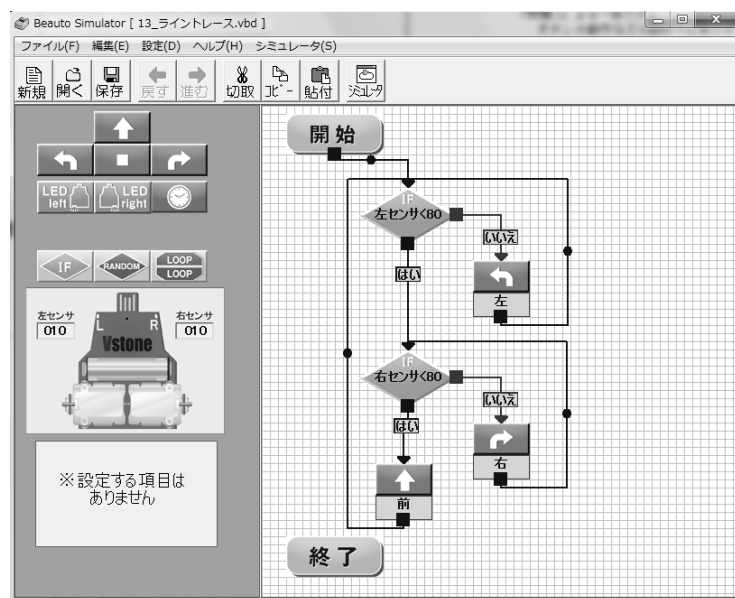 Beauto Simulator [ 13_ライントレース.vbd ]
ファイル(F) 編集(E) 設定(D) ヘルプ(H) シミュレータ(S)
新規 開く 保存 戻す 進む 切取 コピー 貼付 シミュレータ
開始
LED left LED right
IF RANDOM LOOP LOOP
IF
左センサ<80
いいえ
左
はい
左センサ 010
右センサ 010
L R
Vstone
IF
右センサ<80
いいえ
右
はい
前
※設定する項目は
ありません
終了